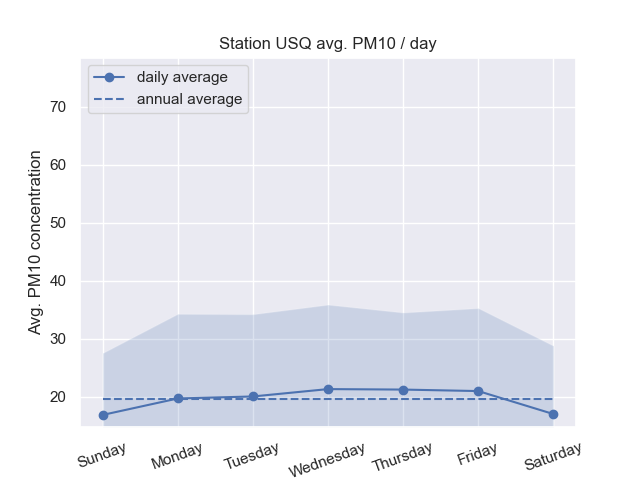 Station USQ avg. PM10 / day
daily average
annual average
Avg. PM10 concentration
70
60
50
40
30
20
Sunday
Monday
Tuesday
Wednesday
Thursday
Friday
Saturday